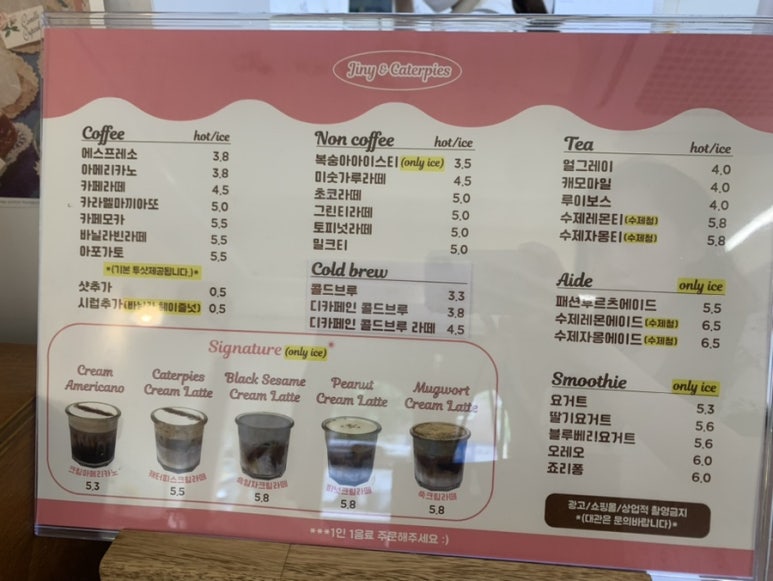 Jiny & Caterpies
Coffee hot/ice
에스프레소 3,8
아메리카노 3,8
카페라떼 4,5
카라멜마끼아또 5,0
카페모카 5,5
바닐라빈라떼 5,5
아포가토 5,5
*(기본 투샷제공됩니다.)*
샷추가 0,5
시럽추가(바닐라,헤이즐넛) 0,5
Non coffee hot/ice
복숭아아이스티(only ice) 3,5
미숫가루라떼 4,5
초코라떼 5,0
그린티라떼 5,0
토피넛라떼 5,0
밀크티 5,0
Cold brew
콜드브루 3,3
디카페인 콜드브루 3,8
디카페인 콜드브루 라떼 4,5
Tea hot/ice
얼그레이 4,0
캐모마일 4,0
루이보스 4,0
수제레몬티(수제청) 5,8
수제자몽티(수제청) 5,8
Aide only ice
패션후르츠에이드 5,5
수제레몬에이드(수제청) 6,5
수제자몽에이드(수제청) 6,5
Smoothie only ice
요거트 5,3
딸기요거트 5,6
블루베리요거트 5,6
오레오 6,0
죠리퐁 6,0
Signature (only ice)*
Cream
Americano
크림아메리카노
5,3
Caterpies
Cream Latte
캐터피스크림라떼
5,5
Black Sesame
Cream Latte
흑임자크림라떼
5,8
Peanut
Cream Latte
피넛크림라떼
5,8
Mugwort
Cream Latte
쑥크림라떼
5,8
광고/쇼핑몰/상업적 촬영금지
*(대관은 문의바랍니다)*
***1인 1음료 주문해주세요 :)